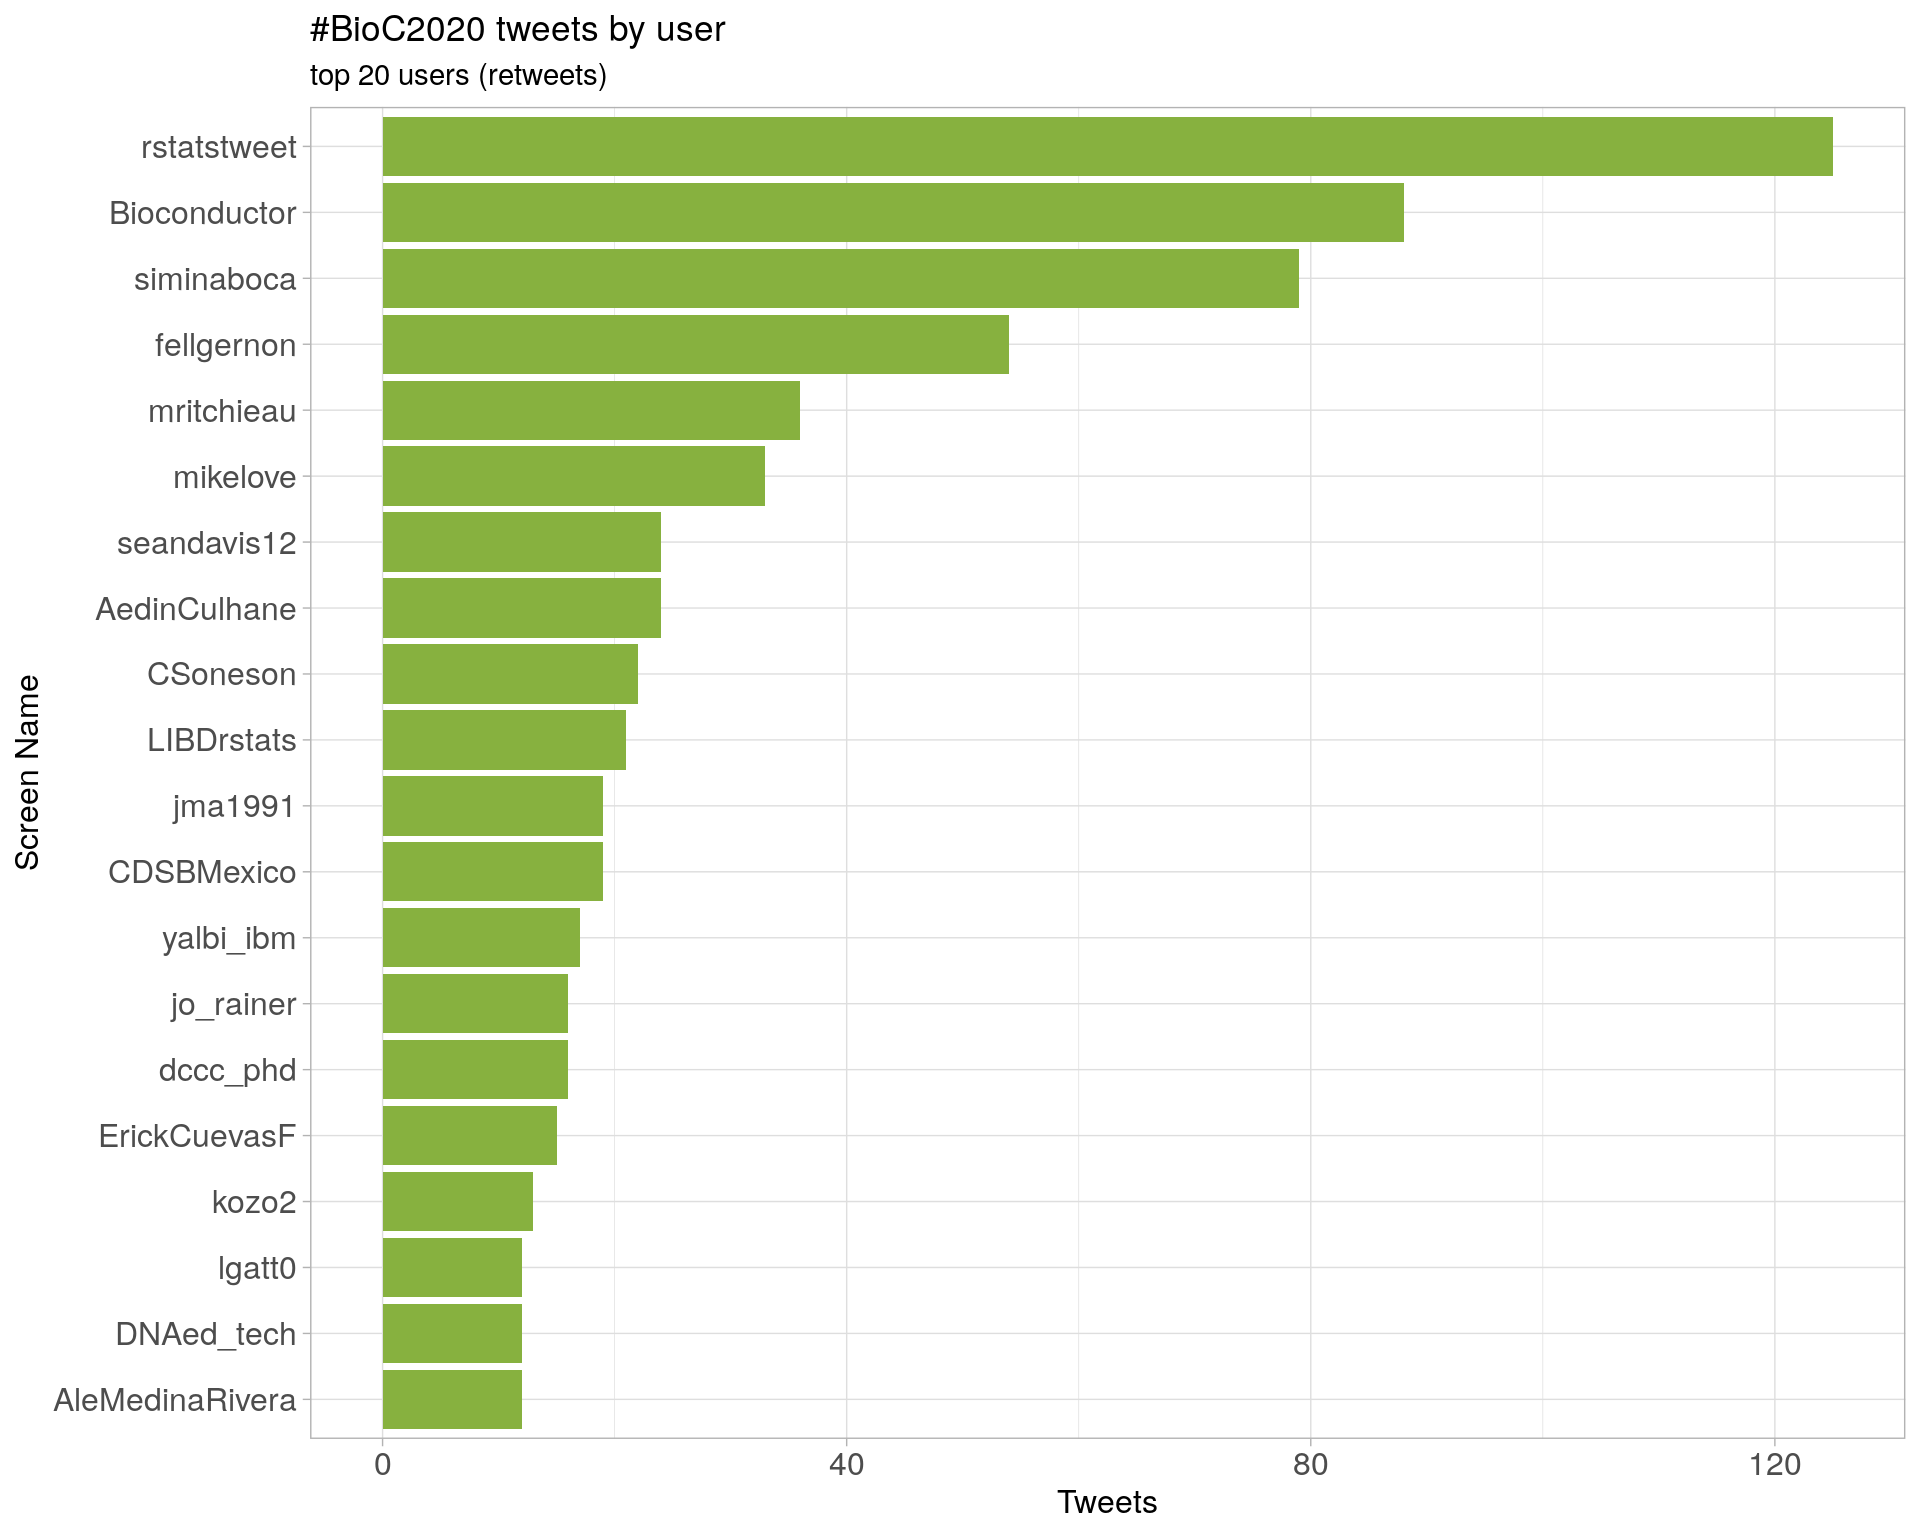 #BioC2020 tweets by user
top 20 users (retweets)
rstatstweet
Bioconductor
siminaboca
fellgernon
mritchieau
mikelove
seandavis12
AedinCulhane
CSoneson
LIBDrstats
jma1991
CDSBMexico
yalbi_ibm
jo_rainer
dccc_phd
ErickCuevasF
kozo2
lgatt0
DNAed_tech
AleMedinaRivera
Screen Name
0 40 80 120
Tweets